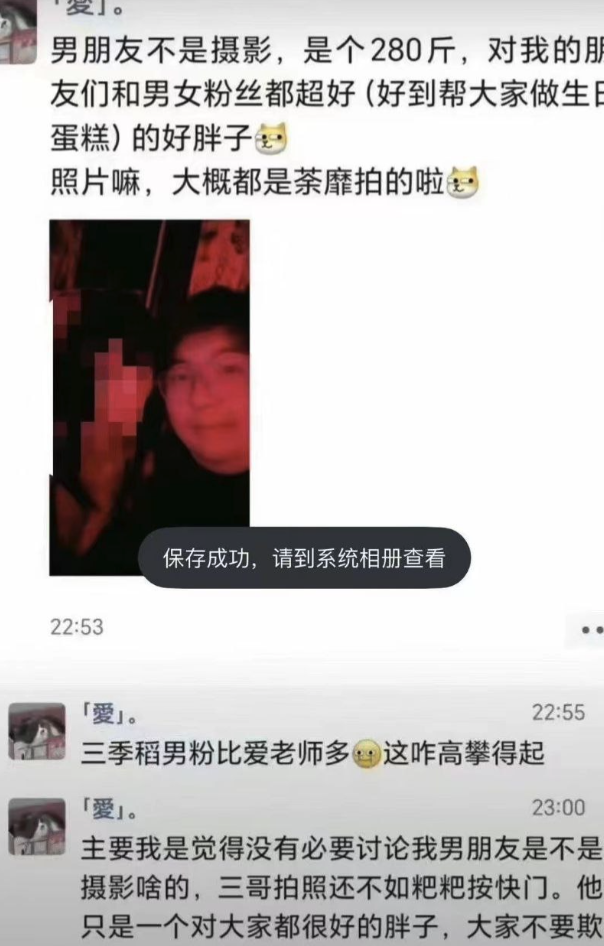 「愛」。
男朋友不是摄影，是个280斤，对我的朋
友们和男女粉丝都超好(好到帮大家做生日
蛋糕)的好胖子
照片嘛，大概都是荼靡拍的啦
保存成功，请到系统相册查看
22:53
「愛」。
22:55
三季稻男粉比爱老师多这咋高攀得起
「愛」。
23:00
主要我是觉得没有必要讨论我男朋友是不是
摄影啥的，三哥拍照还不如粑粑按快门。他
只是一个对大家都很好的胖子，大家不要欺